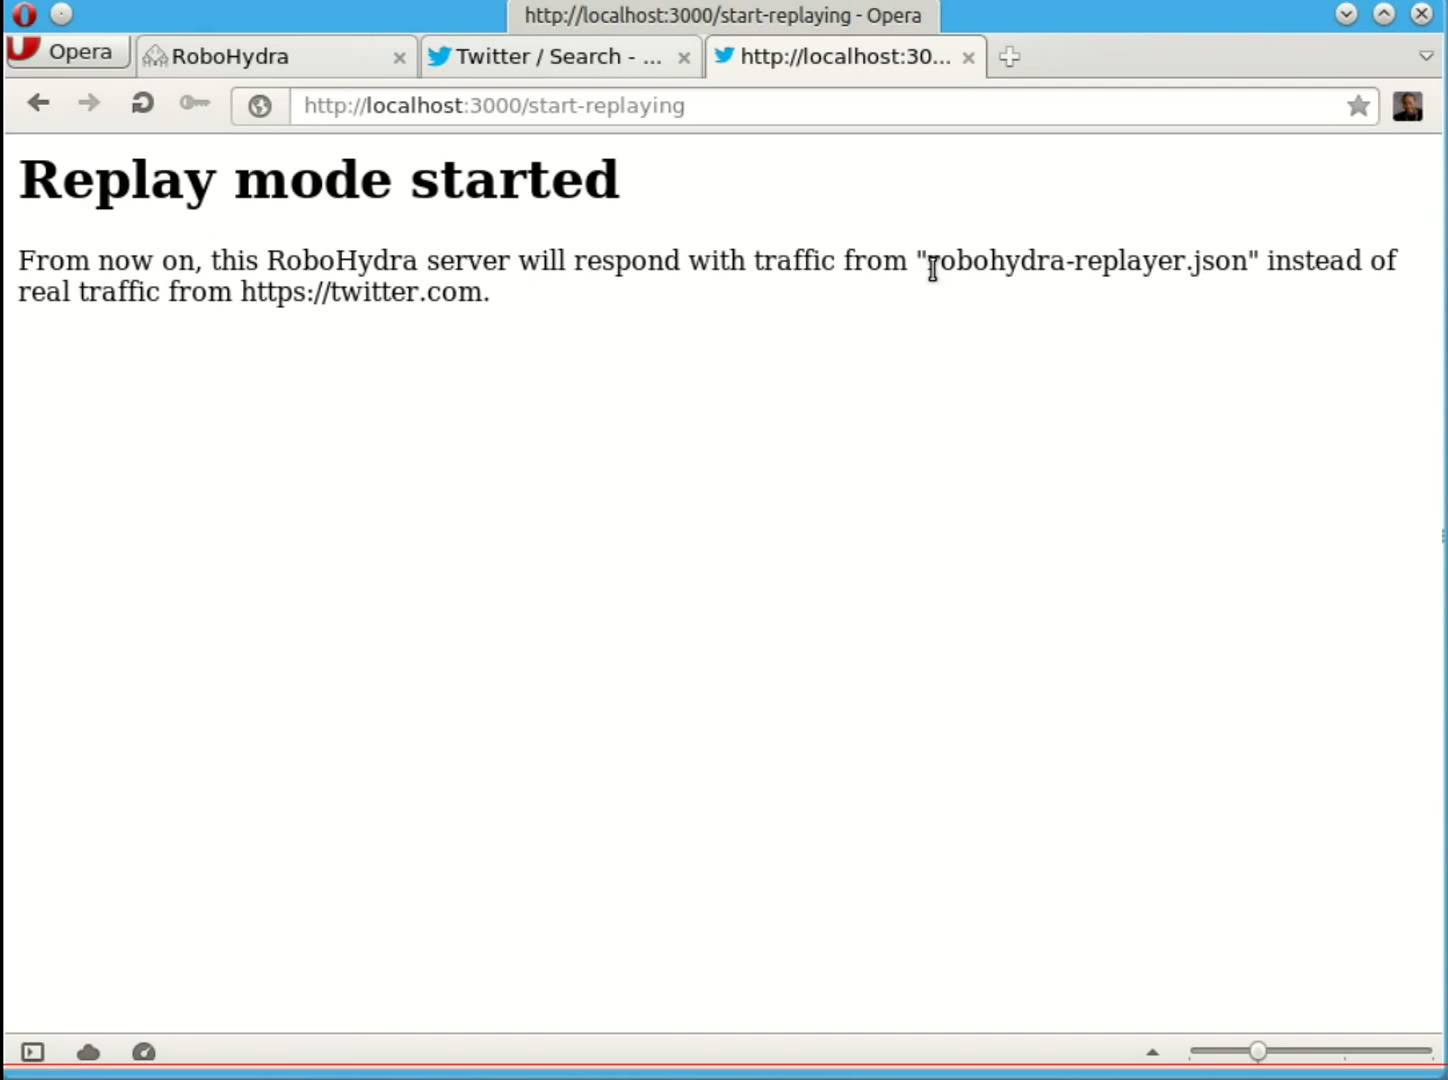 http://localhost:3000/start-replaying - Opera
Opera
RoboHydra
Twitter / Search - ...
http://localhost:30...
http://localhost:3000/start-replaying
Replay mode started
From now on, this RoboHydra server will respond with traffic from "robohydra-replayer.json" instead of
real traffic from https://twitter.com.